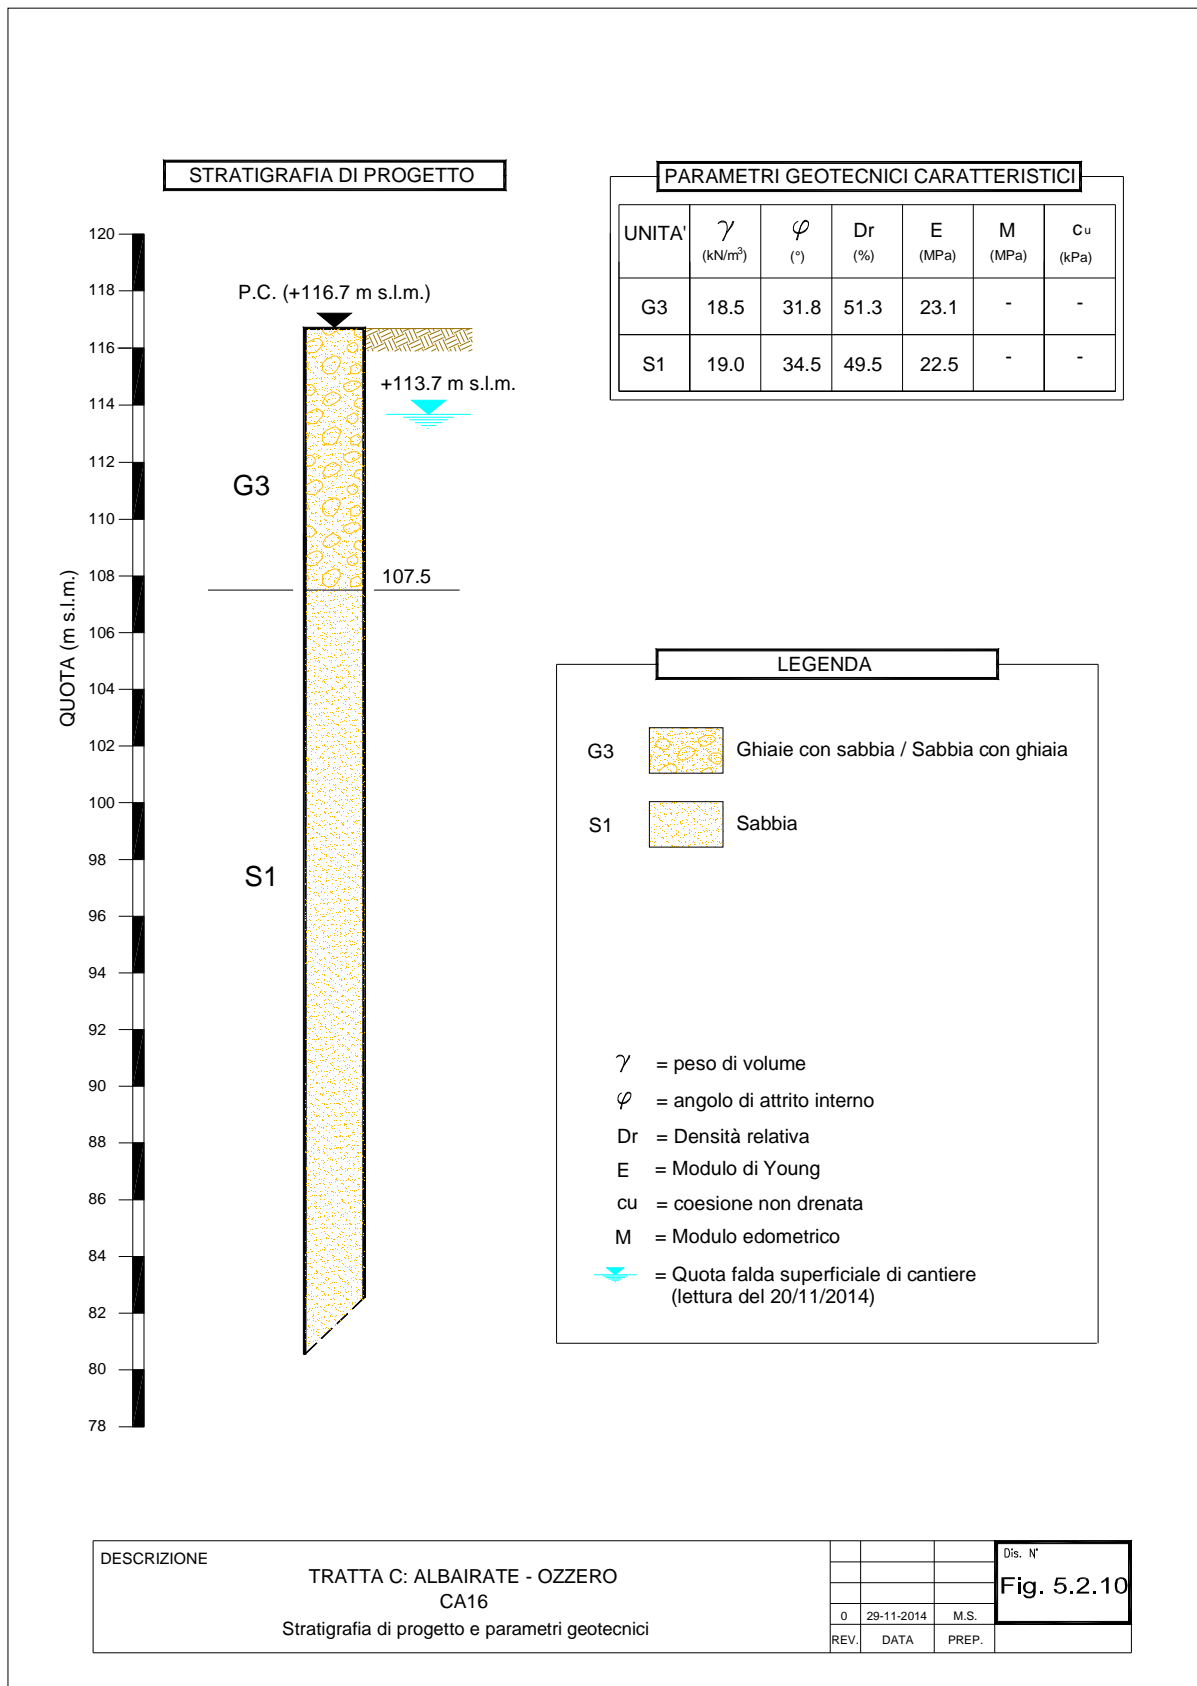 STRATIGRAFIA DI PROGETTO
PARAMETRI GEOTECNICI CARATTERISTICI
UNITA' γ φ Dr E M cu
(kN/m³) (°) (%) (MPa) (MPa) (kPa)
G3 18.5 31.8 51.3 23.1 - -
S1 19.0 34.5 49.5 22.5 - -
QUOTA (m s.l.m.)
120
118
116
114
112
110
108
106
104
102
100
98
96
94
92
90
88
86
84
82
80
78
P.C. (+116.7 m s.l.m.)
+113.7 m s.l.m.
G3
107.5
S1
LEGENDA
G3 Ghiaie con sabbia / Sabbia con ghiaia
S1 Sabbia
γ = peso di volume
φ = angolo di attrito interno
Dr = Densità relativa
E = Modulo di Young
cu = coesione non drenata
M = Modulo edometrico
= Quota falda superficiale di cantiere
(lettura del 20/11/2014)
DESCRIZIONE
TRATTA C: ALBAIRATE - OZZERO
CA16
Stratigrafia di progetto e parametri geotecnici
0 29-11-2014 M.S.
REV. DATA PREP.
Dis. N°
Fig. 5.2.10